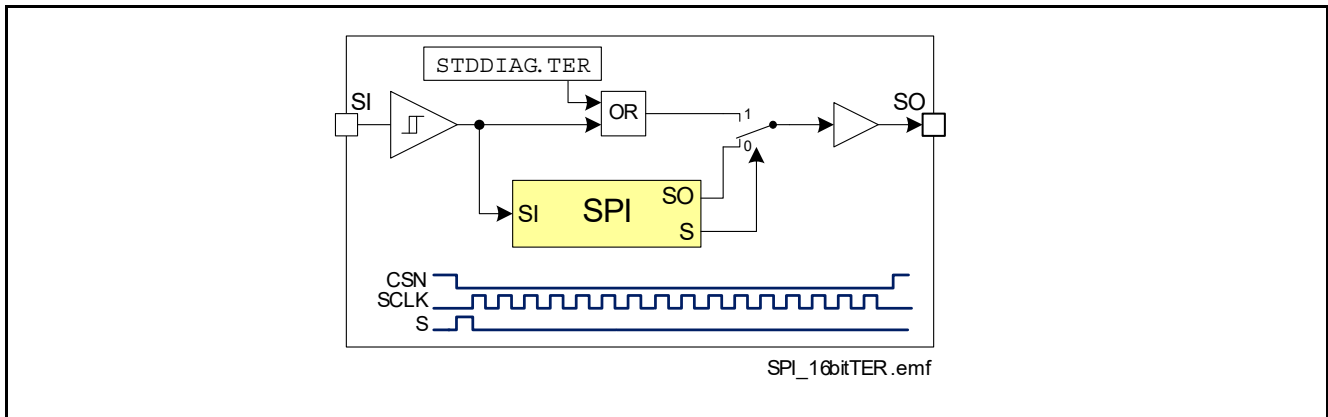 STDDIAG.TER
SI
SO
OR
1
0
SO
SI
SPI
S
CSN
SCLK
S
SPI_16bitTER.emf